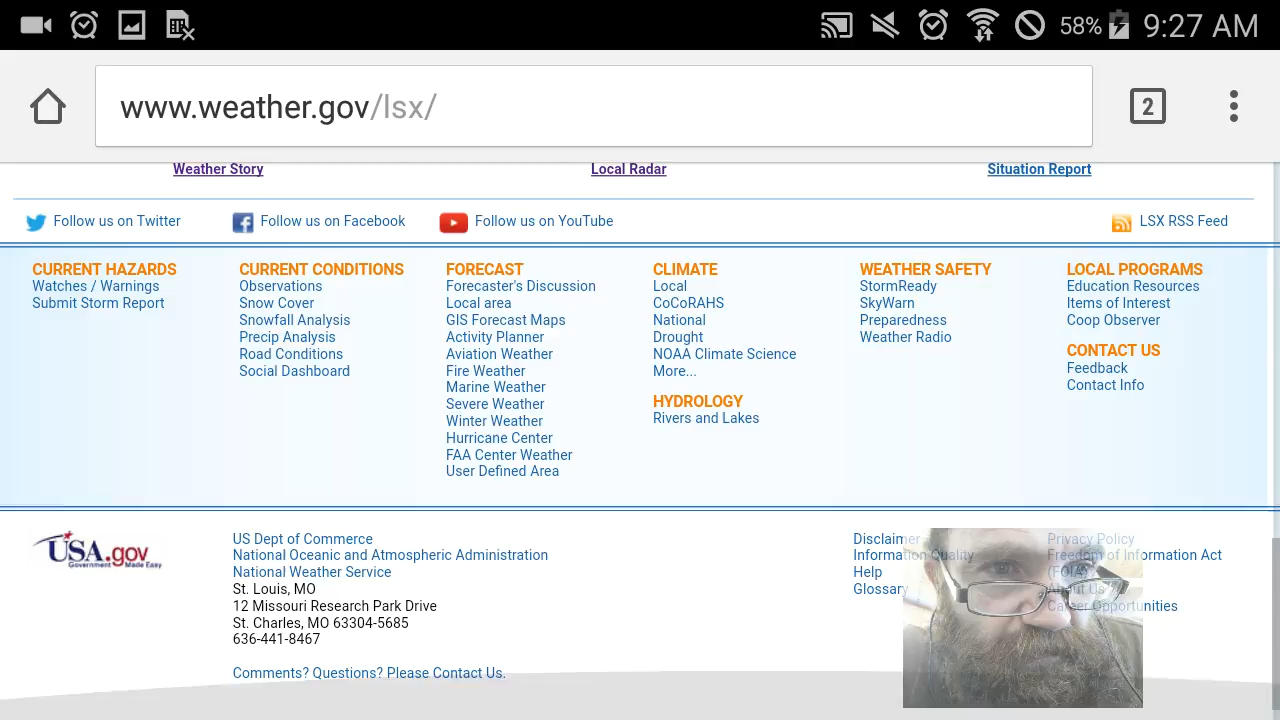 58% 9:27 AM
www.weather.gov/lsx/
2
Weather Story Local Radar Situation Report
Follow us on Twitter Follow us on Facebook Follow us on YouTube LSX RSS Feed
CURRENT HAZARDS
Watches / Warnings
Submit Storm Report
CURRENT CONDITIONS
Observations
Snow Cover
Snowfall Analysis
Precip Analysis
Road Conditions
Social Dashboard
FORECAST
Forecaster's Discussion
Local area
GIS Forecast Maps
Activity Planner
Aviation Weather
Fire Weather
Marine Weather
Severe Weather
Winter Weather
Hurricane Center
FAA Center Weather
User Defined Area
CLIMATE
Local
CoCoRAHS
National
Drought
NOAA Climate Science
More...
HYDROLOGY
Rivers and Lakes
WEATHER SAFETY
StormReady
SkyWarn
Preparedness
Weather Radio
LOCAL PROGRAMS
Education Resources
Items of Interest
Coop Observer
CONTACT US
Feedback
Contact Info
USA.gov
Government Made Easy
US Dept of Commerce
National Oceanic and Atmospheric Administration
National Weather Service
St. Louis, MO
12 Missouri Research Park Drive
St. Charles, MO 63304-5685
636-441-8467
Comments? Questions? Please Contact Us.
Disclaimer
Information Quality
Help
Glossary
Privacy Policy
Freedom of Information Act
(FOIA)
About Us
Career Opportunities